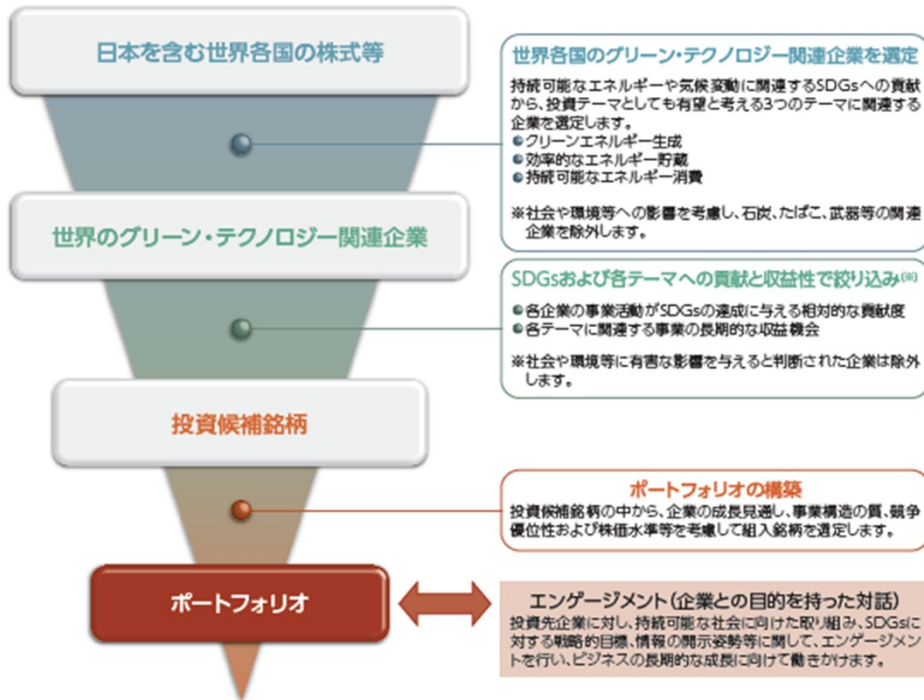 日本を含む世界各国の株式等
世界各国のグリーン・テクノロジー関連企業を選定
持続可能なエネルギーや気候変動に関連するSDGsへの貢献
から、投資テーマとしても有望と考える3つのテーマに関連する
企業を選定します。
●クリーンエネルギー生成
●効率的なエネルギー貯蔵
●持続可能なエネルギー消費
※社会や環境等への影響を考慮し、石炭、たばこ、武器等の関連
企業を除外します。
世界のグリーン・テクノロジー関連企業
SDGsおよび各テーマへの貢献と収益性で絞り込み(※)
●各企業の事業活動がSDGsの達成に与える相対的な貢献度
●各テーマに関連する事業の長期的な収益機会
※社会や環境等に有害な影響を与えると判断された企業は除外
します。
投資候補銘柄
ポートフォリオの構築
投資候補銘柄の中から、企業の成長見通し、事業構造の質、競争
優位性および株価水準等を考慮して組入銘柄を選定します。
ポートフォリオ
エンゲージメント(企業との目的を持った対話)
投資先企業に対し、持続可能な社会に向けた取り組み、SDGsに
対する戦略的目標、情報の開示姿勢等に関して、エンゲージメン
トを行い、ビジネスの長期的な成長に向けて働きかけます。